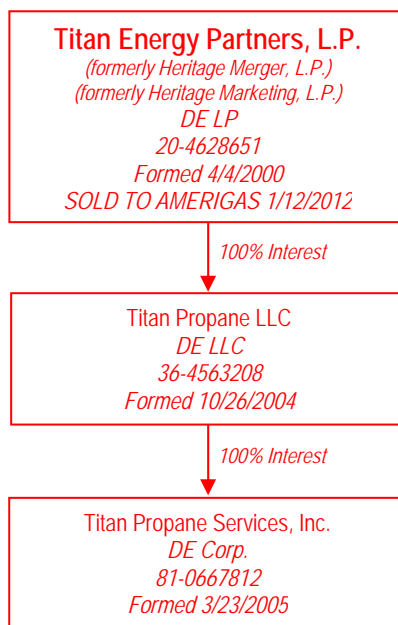 Titan Energy Partners, L.P.
(formerly Heritage Merger, L.P.)
(formerly Heritage Marketing, L.P.)
DE LP
20-4628651
Formed 4/4/2000
SOLD TO AMERIGAS 1/12/2012
100% Interest
Titan Propane LLC
DE LLC
36-4563208
Formed 10/26/2004
100% Interest
Titan Propane Services, Inc.
DE Corp.
81-0667812
Formed 3/23/2005